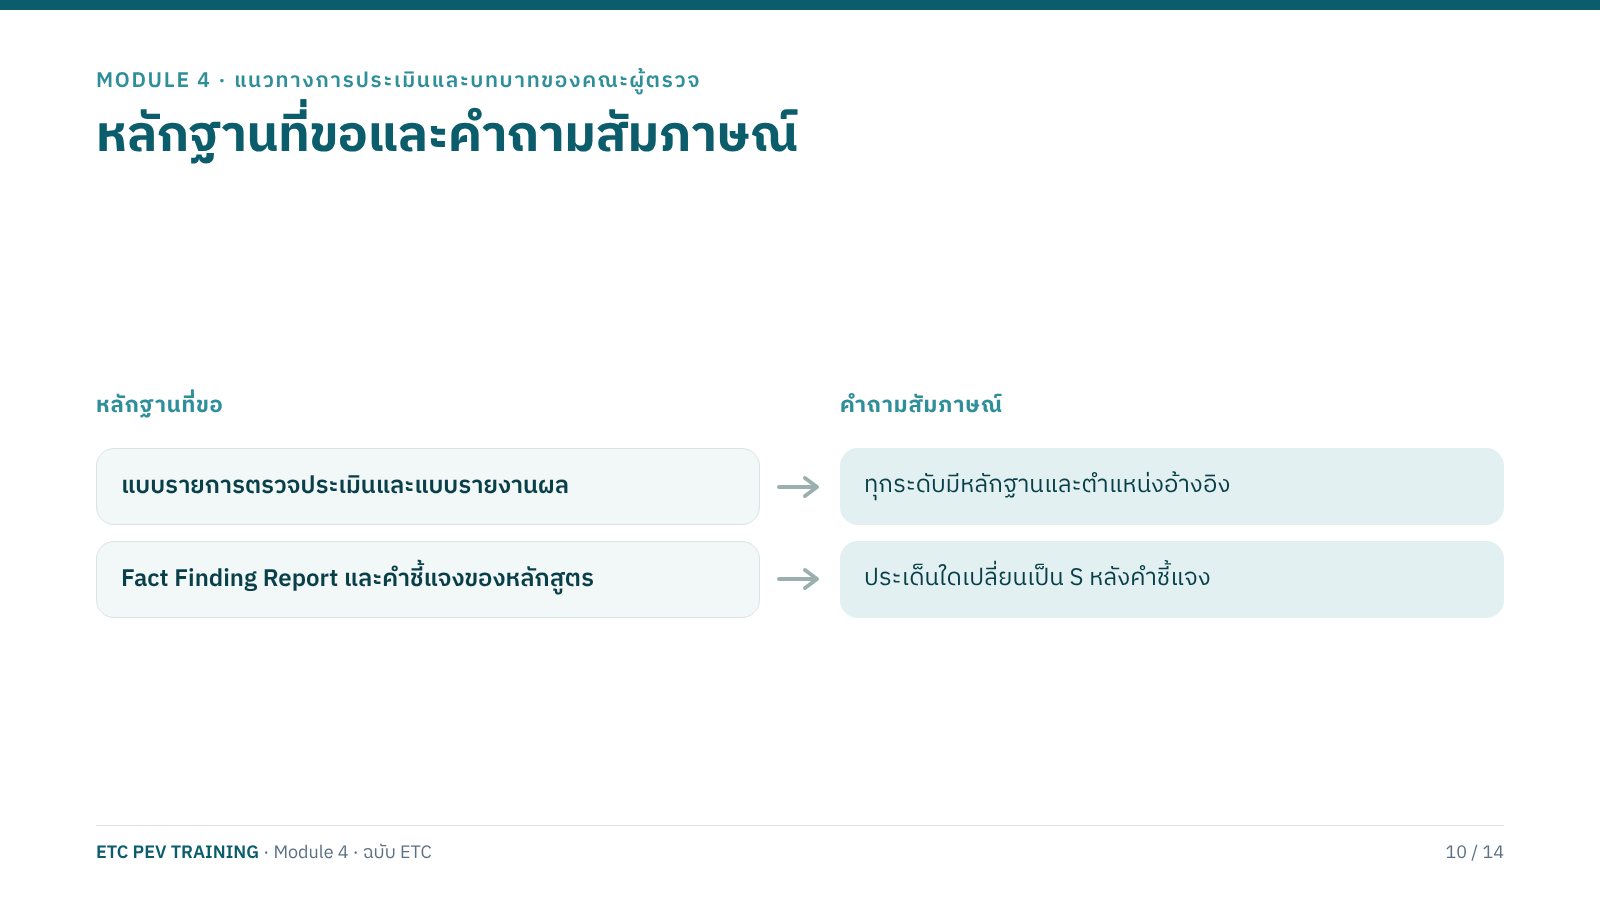 MODULE 4 · แนวทางการประเมินและบทบาทของคณะผู้ตรวจ
หลักฐานที่ขอและคำถามสัมภาษณ์
หลักฐานที่ขอ
คำถามสัมภาษณ์
แบบรายการตรวจประเมินและแบบรายงานผล
ทุกระดับมีหลักฐานและตำแหน่งอ้างอิง
Fact Finding Report และคำชี้แจงของหลักสูตร
ประเด็นใดเปลี่ยนเป็น S หลังคำชี้แจง
ETC PEV TRAINING · Module 4 · ฉบับ ETC
10 / 14